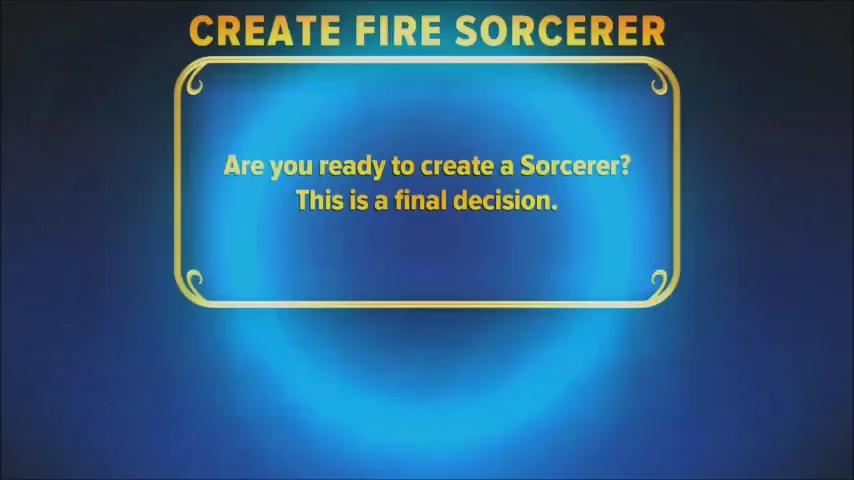 CREATE FIRE SORCERER
Are you ready to create a Sorcerer?
This is a final decision.